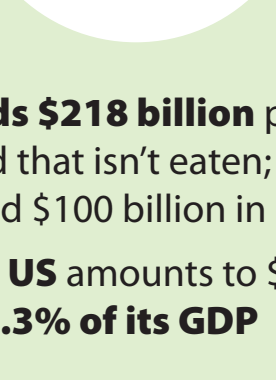 ds $218 billion p
d that isn’t eaten;
d $100 billion in
US amounts to $
.3% of its GDP